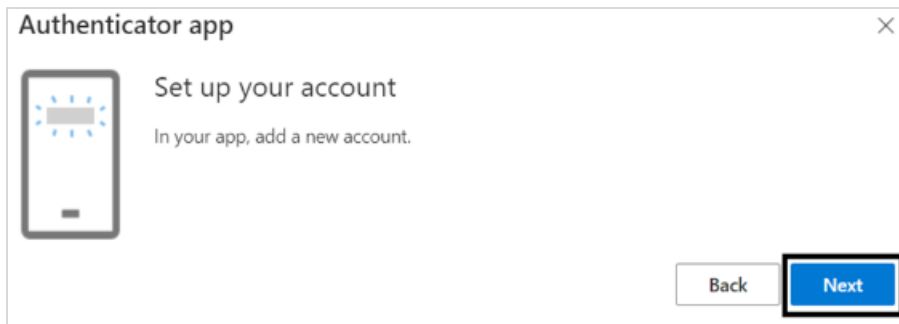 Authenticator app
Set up your account
In your app, add a new account.
Back
Next